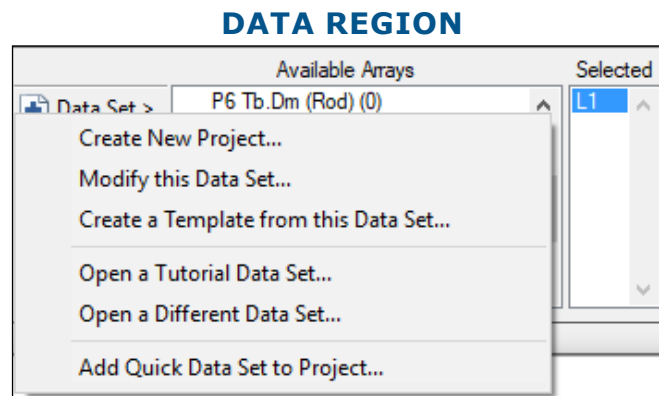 DATA REGION
Available Arrays
Selected
Data Set >
P6 Tb.Dm (Rod) (0)
L1
Create New Project...
Modify this Data Set...
Create a Template from this Data Set...
Open a Tutorial Data Set...
Open a Different Data Set...
Add Quick Data Set to Project...